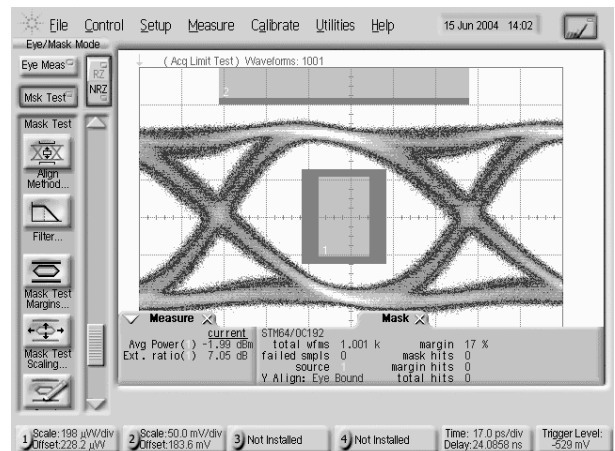 File Control Setup Measure Calibrate Utilities Help 15 Jun 2004 14:02
Eye/Mask Mode
Eye Meas
RZ
NRZ
Msk Test
( Acq Limit Test ) Waveforms: 1001
2
Mask Test
Align
Method...
Filter...
1
Mask Test
Margins...
Mask Test
Scaling...
Measure
current
Avg Power( ) -1.99 dBm
Ext. ratio( ) 7.05 dB
Mask
STM64/OC192
total wfms 1.001 k margin 17 %
failed smpls 0 mask hits 0
source 1 margin hits 0
Y Align: Eye Bound total hits 0
1 Scale: 198 µW/div
Offset:228.2 µW
2 Scale:50.0 mV/div
Offset:183.6 mV
3 Not Installed
4 Not Installed
Time: 17.0 ps/div
Delay:24.0858 ns
Trigger Level:
-529 mV